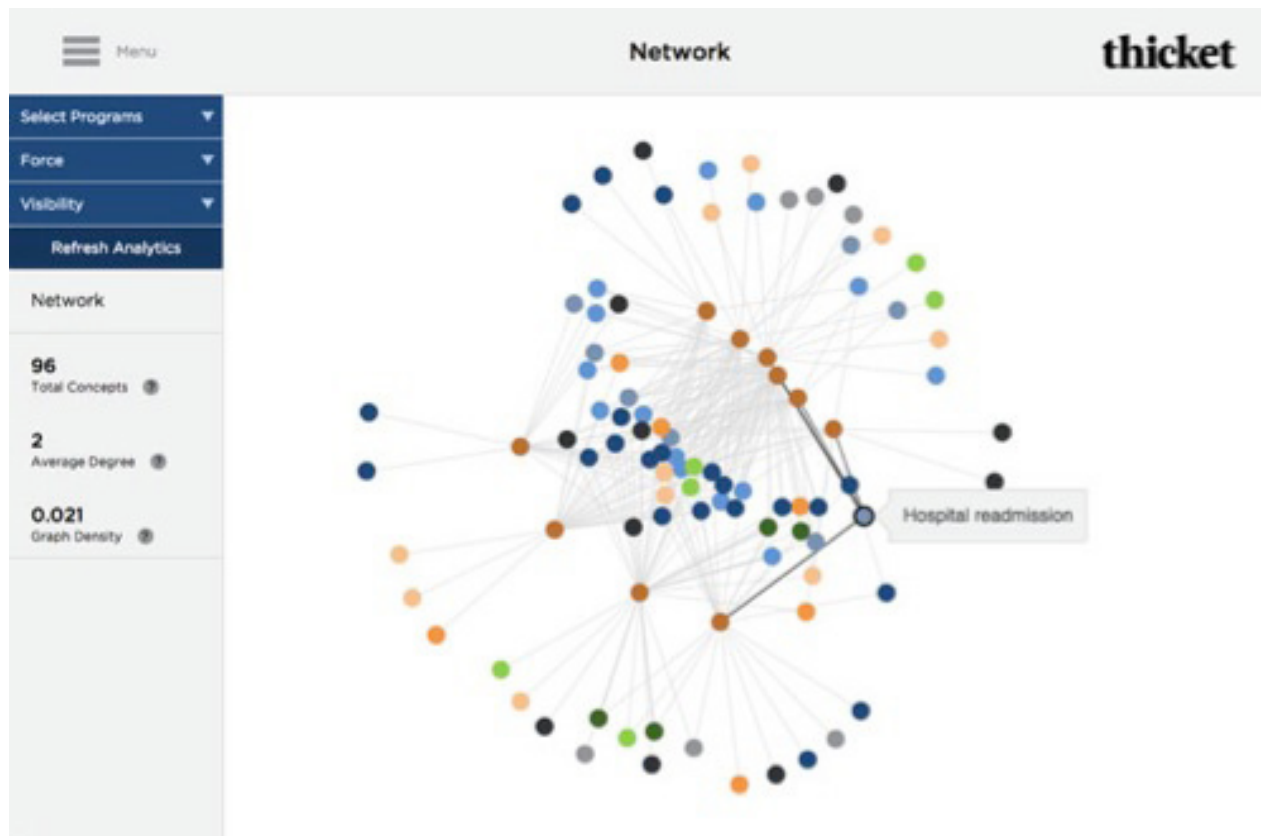 Menu
Network
thicket
Select Programs
Force
Visibility
Refresh Analytics
Network
96
Total Concepts ?
2
Average Degree ?
0.021
Graph Density ?
Hospital readmission